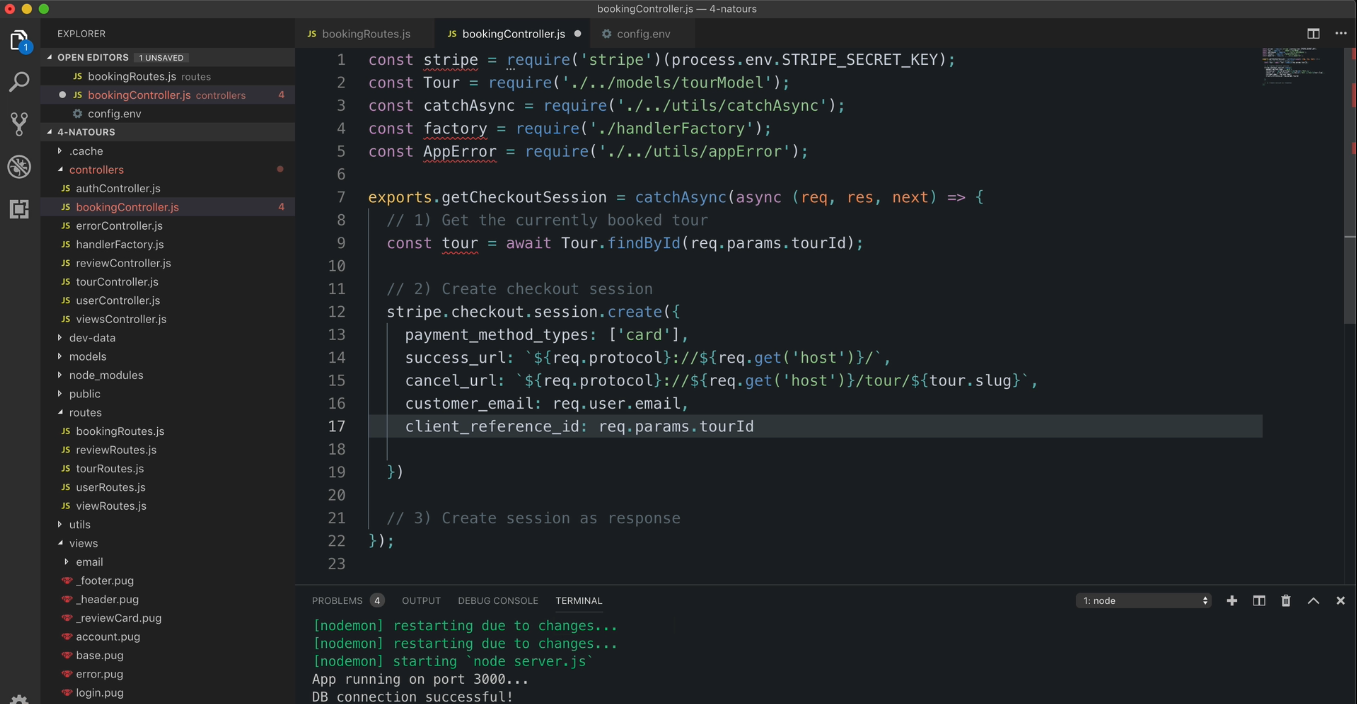 bookingController.js — 4-natours
EXPLORER
OPEN EDITORS 1 UNSAVED
JS bookingRoutes.js routes
JS bookingController.js controllers 4
config.env
4-NATOURS
.cache
controllers
JS authController.js
JS bookingController.js 4
JS errorController.js
JS handlerFactory.js
JS reviewController.js
JS tourController.js
JS userController.js
JS viewsController.js
dev-data
models
node_modules
public
routes
JS bookingRoutes.js
JS reviewRoutes.js
JS tourRoutes.js
JS userRoutes.js
JS viewRoutes.js
utils
views
email
_footer.pug
_header.pug
_reviewCard.pug
account.pug
base.pug
error.pug
login.pug
1
JS bookingRoutes.js JS bookingController.js config.env
1 const stripe = require('stripe')(process.env.STRIPE_SECRET_KEY);
2 const Tour = require('./../models/tourModel');
3 const catchAsync = require('./../utils/catchAsync');
4 const factory = require('./handlerFactory');
5 const AppError = require('./../utils/appError');
6
7 exports.getCheckoutSession = catchAsync(async (req, res, next) => {
8 // 1) Get the currently booked tour
9 const tour = await Tour.findById(req.params.tourId);
10
11 // 2) Create checkout session
12 stripe.checkout.session.create({
13 payment_method_types: ['card'],
14 success_url: `${req.protocol}://${req.get('host')}/`,
15 cancel_url: `${req.protocol}://${req.get('host')}/tour/${tour.slug}`,
16 customer_email: req.user.email,
17 client_reference_id: req.params.tourId
18
19 })
20
21 // 3) Create session as response
22 });
23
PROBLEMS 4 OUTPUT DEBUG CONSOLE TERMINAL 1: node
[nodemon] restarting due to changes...
[nodemon] restarting due to changes...
[nodemon] starting `node server.js`
App running on port 3000...
DB connection successful!